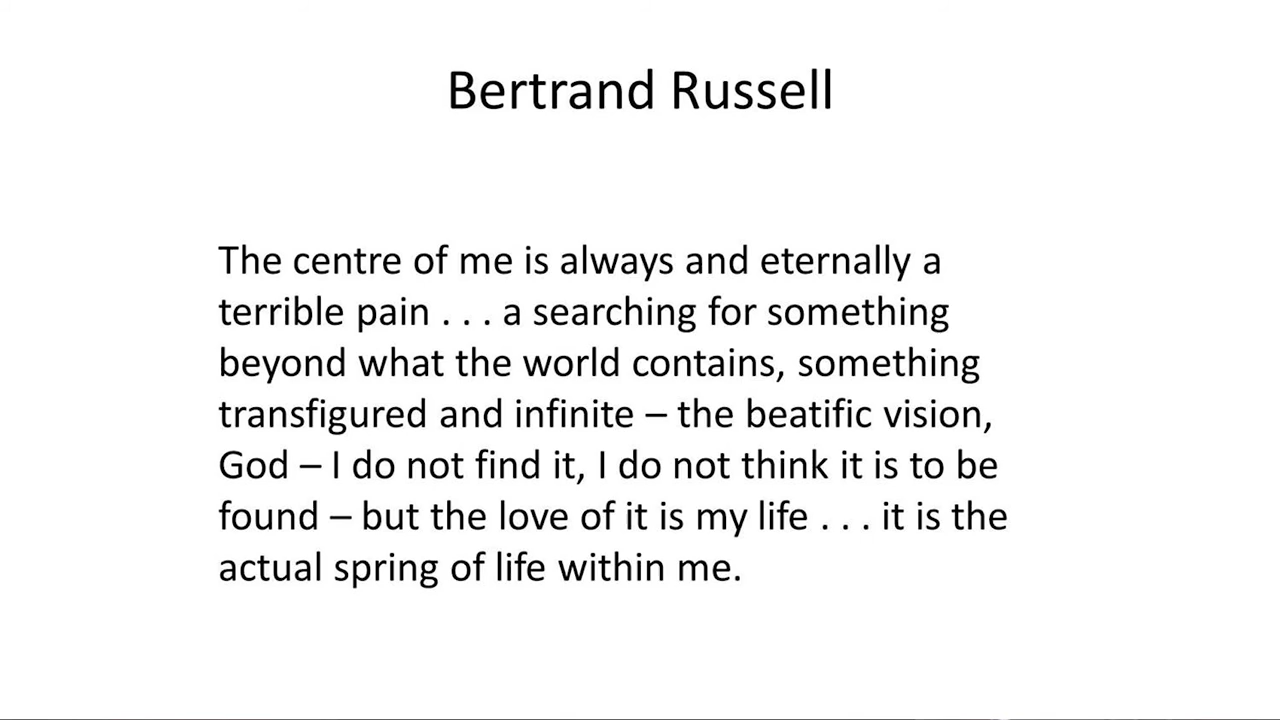 Bertrand Russell
The centre of me is always and eternally a
terrible pain . . . a searching for something
beyond what the world contains, something
transfigured and infinite – the beatific vision,
God – I do not find it, I do not think it is to be
found – but the love of it is my life . . . it is the
actual spring of life within me.